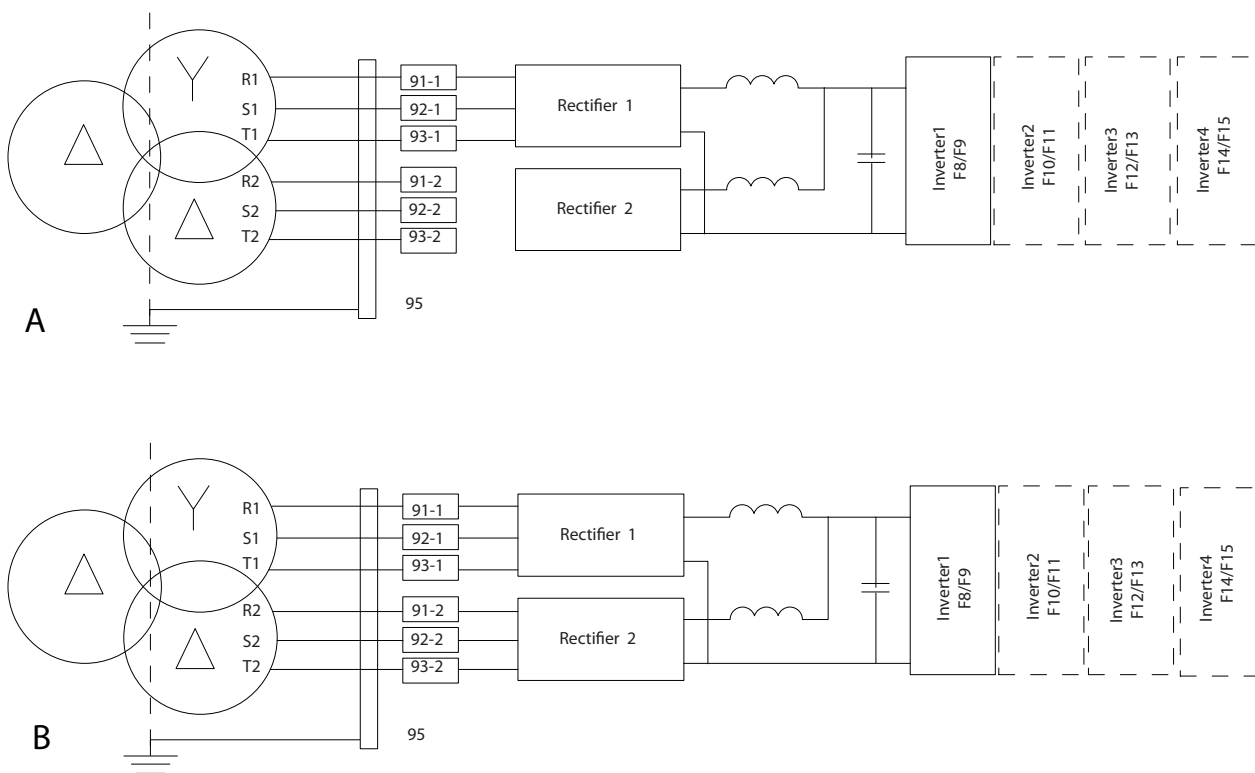 R1
91-1
S1
92-1
T1
93-1
Rectifier 1
R2
91-2
S2
92-2
T2
93-2
Rectifier 2
Inverter1
F8/F9
Inverter2
F10/F11
Inverter3
F12/F13
Inverter4
F14/F15
95
A
R1
91-1
S1
92-1
T1
93-1
Rectifier 1
R2
91-2
S2
92-2
T2
93-2
Rectifier 2
Inverter1
F8/F9
Inverter2
F10/F11
Inverter3
F12/F13
Inverter4
F14/F15
95
B